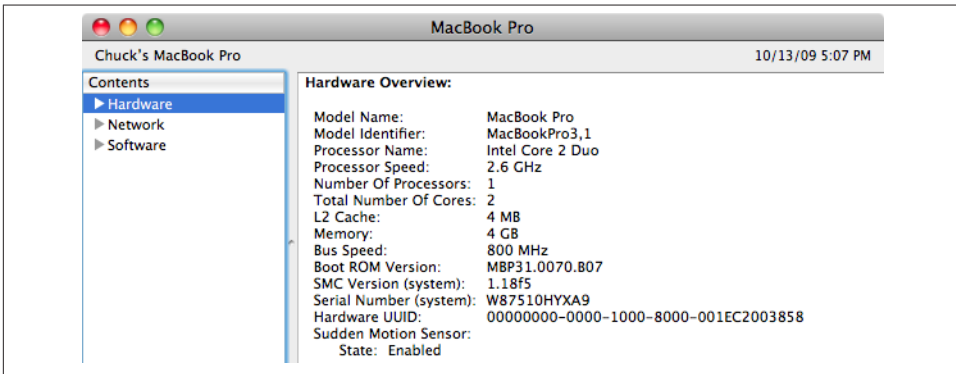 MacBook Pro
Chuck's MacBook Pro 10/13/09 5:07 PM
Contents
Hardware
Network
Software
Hardware Overview:
Model Name: MacBook Pro
Model Identifier: MacBookPro3,1
Processor Name: Intel Core 2 Duo
Processor Speed: 2.6 GHz
Number Of Processors: 1
Total Number Of Cores: 2
L2 Cache: 4 MB
Memory: 4 GB
Bus Speed: 800 MHz
Boot ROM Version: MBP31.0070.B07
SMC Version (system): 1.18f5
Serial Number (system): W87510HYXA9
Hardware UUID: 00000000-0000-1000-8000-001EC2003858
Sudden Motion Sensor:
State: Enabled